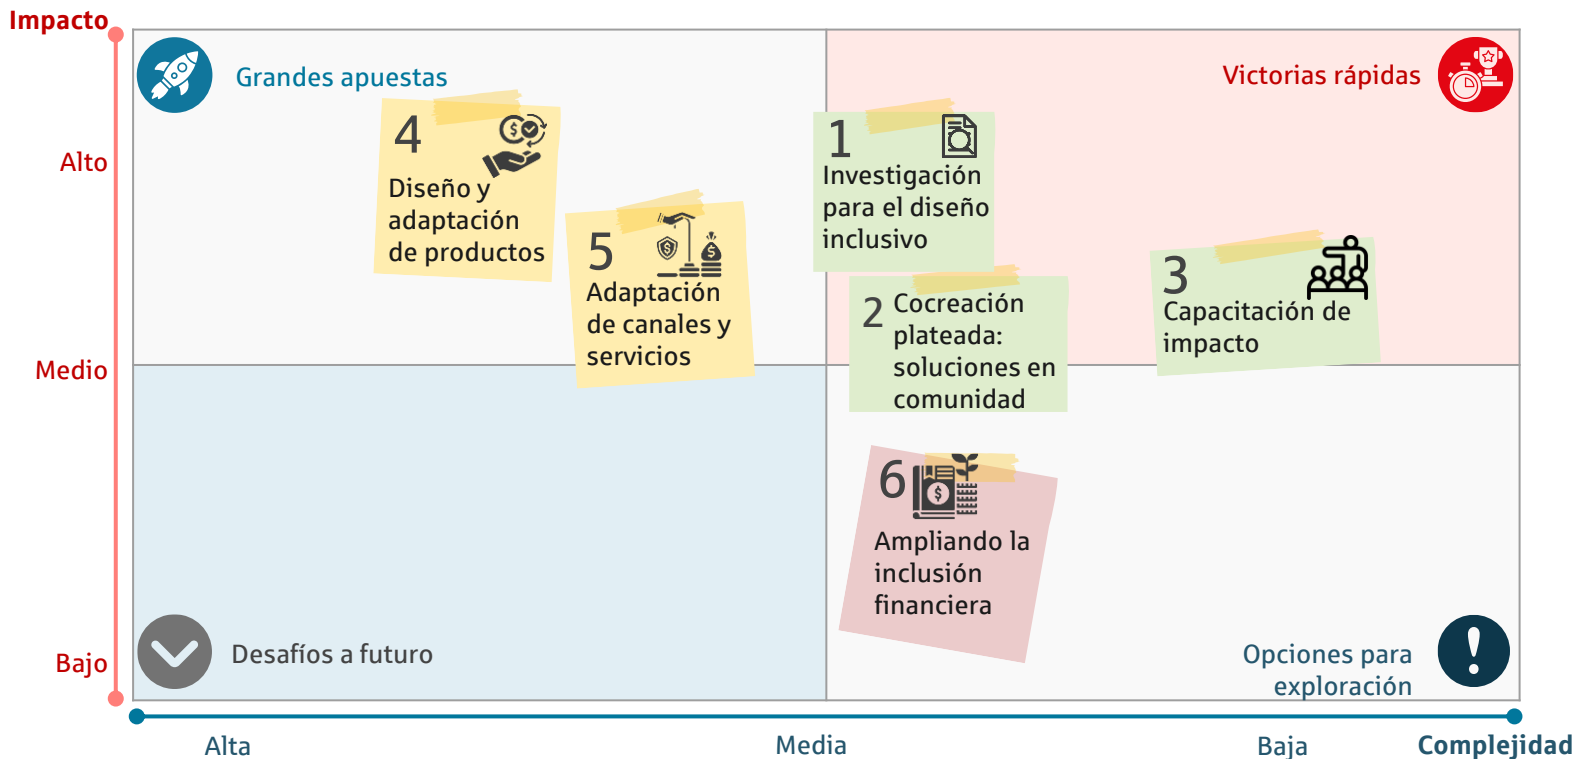 Impacto
Grandes apuestas
Victorias rápidas
Alto
4
Diseño y
adaptación
de productos
5
Adaptación
de canales y
servicios
1
Investigación
para el diseño
inclusivo
2
Cocreación
plateada:
soluciones en
comunidad
3
Capacitación de
impacto
Medio
6
Ampliando la
inclusión
financiera
Bajo
Desafíos a futuro
Opciones para
exploración
Alta
Media
Baja
Complejidad